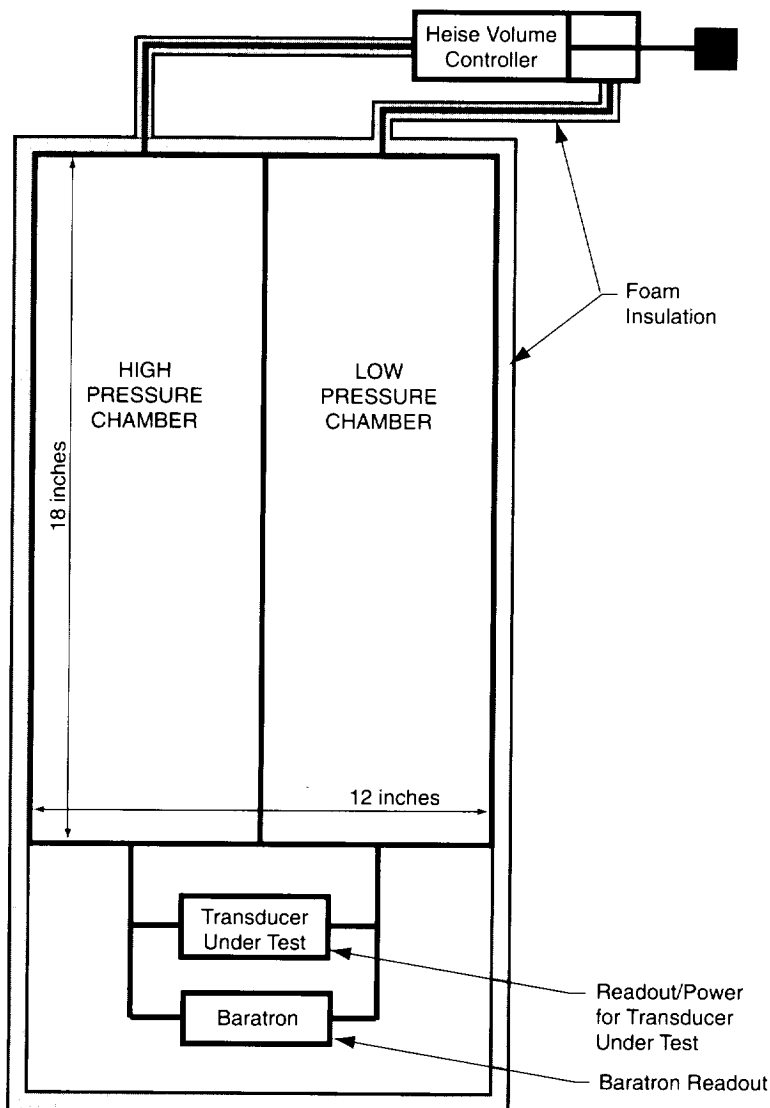 Heise Volume
Controller
Foam
Insulation
HIGH
PRESSURE
CHAMBER
LOW
PRESSURE
CHAMBER
18 inches
12 inches
Transducer
Under Test
Baratron
Readout/Power
for Transducer
Under Test
Baratron Readout